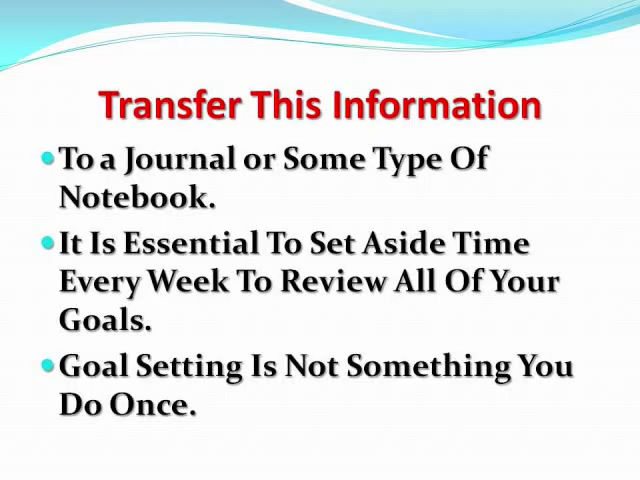 Transfer This Information
To a Journal or Some Type Of
Notebook.
It Is Essential To Set Aside Time
Every Week To Review All Of Your
Goals.
Goal Setting Is Not Something You
Do Once.